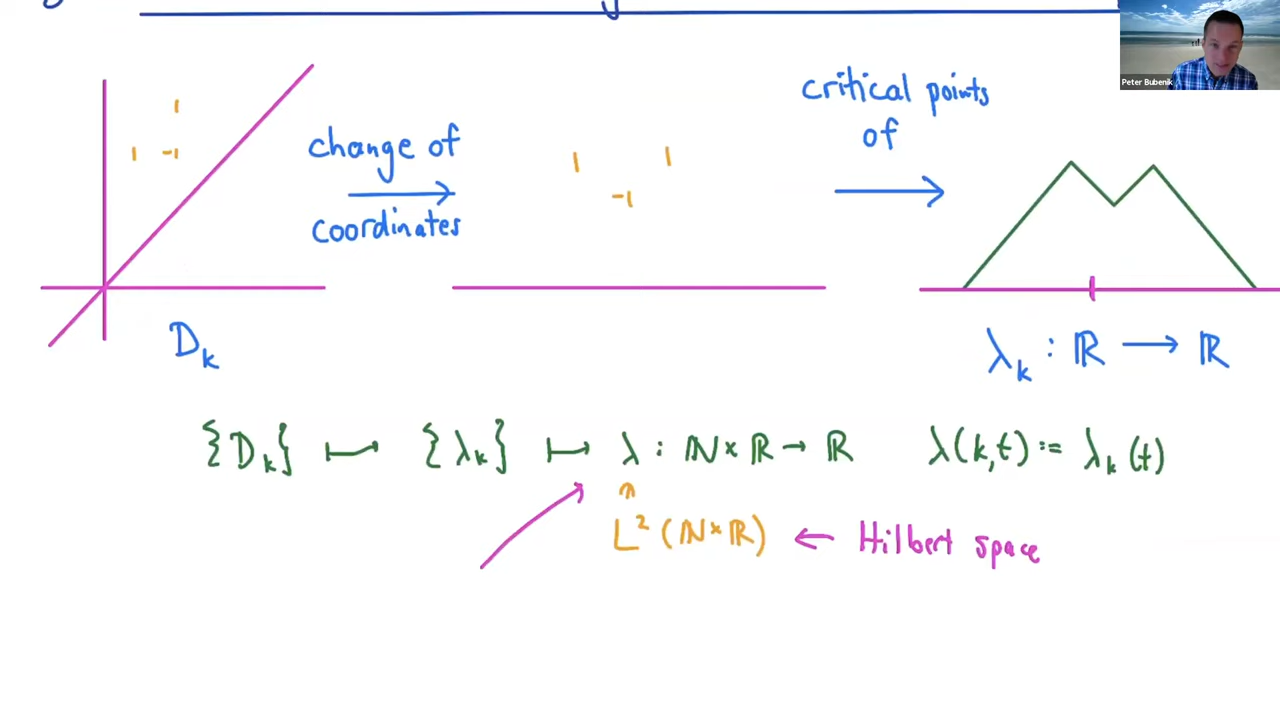 Peter Bubenik
1
1 -1
change of
coordinates
1 1
-1
critical points
of
D_k
λ_k : ℝ → ℝ
{D_k} ↦ {λ_k} ↦ λ : ℕ × ℝ → ℝ λ(k,t) := λ_k (t)
L² (ℕ × ℝ) ← Hilbert space